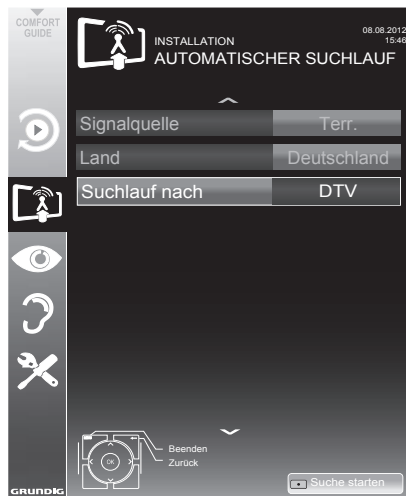 COMFORT
GUIDE
INSTALLATION
AUTOMATISCHER SUCHLAUF
08.08.2012
15:46
Signalquelle Terr.
Land Deutschland
Suchlauf nach DTV
OK
Beenden
Zurück
Suche starten
GRUNDIG